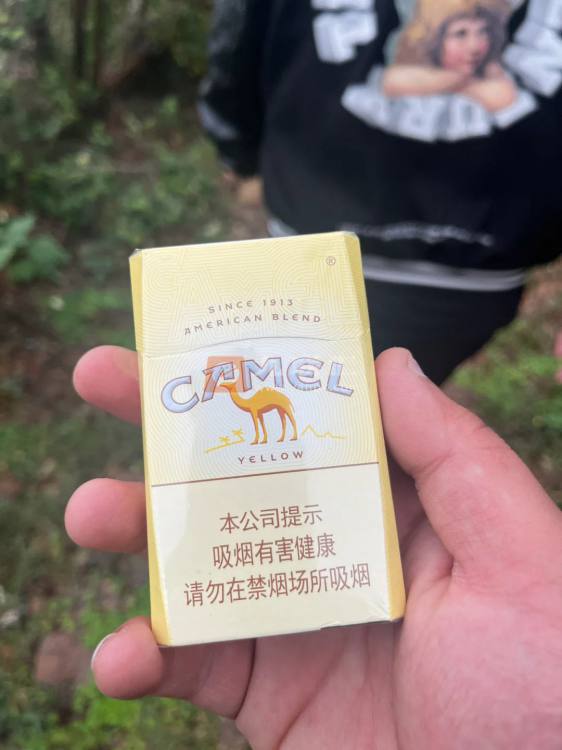 ®
SINCE 1913
AMERICAN BLEND
CAMEL
YELLOW
本公司提示
吸烟有害健康
请勿在禁烟场所吸烟